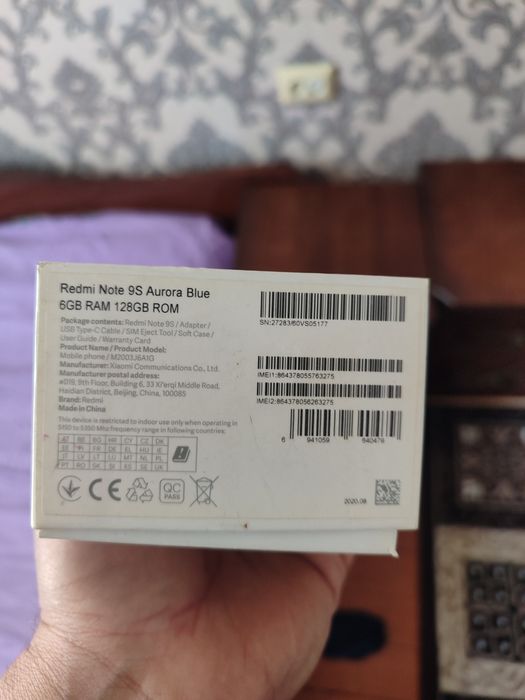 Redmi Note 9S Aurora Blue
6GB RAM 128GB ROM
Package contents: Redmi Note 9S / Adapter /
USB Type-C Cable / SIM Eject Tool / Soft Case /
User Guide / Warranty Card
Product Name / Product Model:
Mobile phone / M2003J6A1G
Manufacturer: Xiaomi Communications Co., Ltd.
Manufacturer postal address:
#019, 9th Floor, Building 6, 33 Xi'erqi Middle Road,
Haidian District, Beijing, China, 100085
Brand: Redmi
Made in China
This device is restricted to indoor use only when operating in
5150 to 5350 Mhz frequency range in following countries:
AT BE BG HR CY CZ DK
EE FI FR DE EL HU IE
IT LV LT LU MT NL PL
PT RO SK SI ES SE UK
CE
QC
PASS
SN:27283/60VS05177
IMEI1:864378055763275
IMEI2:864378056263275
6 941059 640476
2020.08